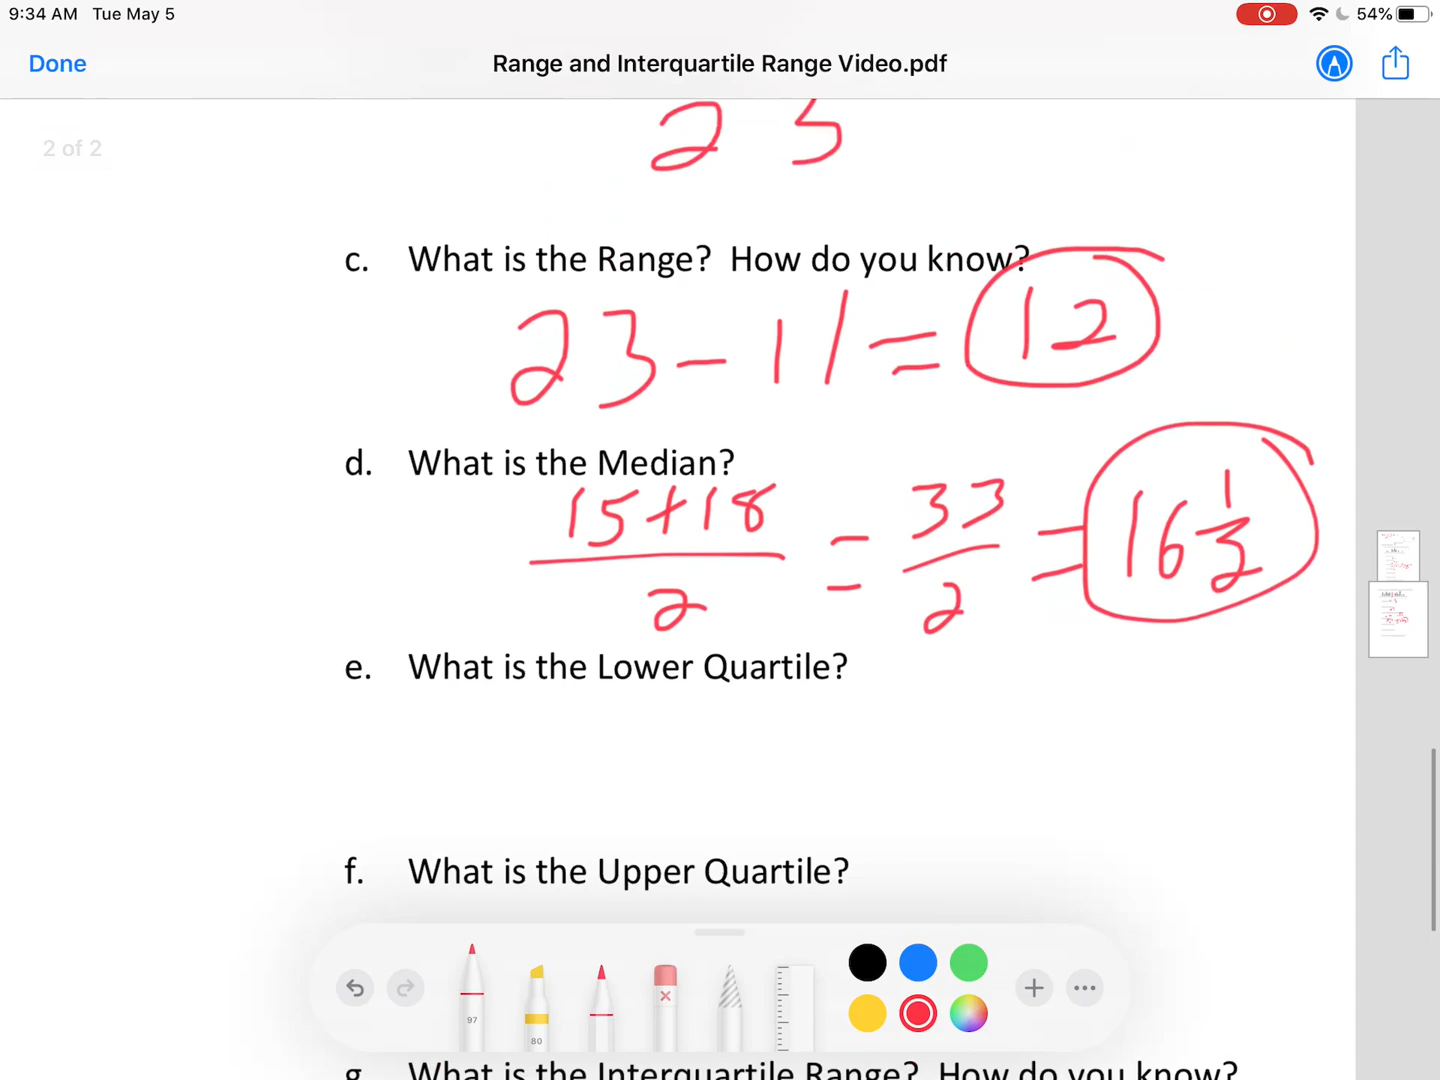 9:34 AM Tue May 5
54%
Done
Range and Interquartile Range Video.pdf
2 of 2
23
c. What is the Range? How do you know?
23 - 11 = 12
d. What is the Median?
15+18/2 = 33/2 = 16 1/2
e. What is the Lower Quartile?
f. What is the Upper Quartile?
97
80
g. What is the Interquartile Range? How do you know?